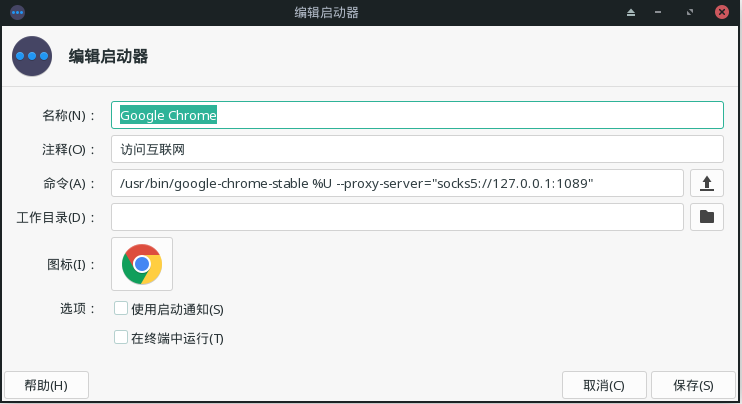 编辑启动器
编辑启动器
名称(N)： Google Chrome
注释(O)： 访问互联网
命令(A)： /usr/bin/google-chrome-stable %U --proxy-server="socks5://127.0.0.1:1089"
工作目录(D)：
图标(I)：
选项： 使用启动通知(S)
在终端中运行(T)
帮助(H) 取消(C) 保存(S)